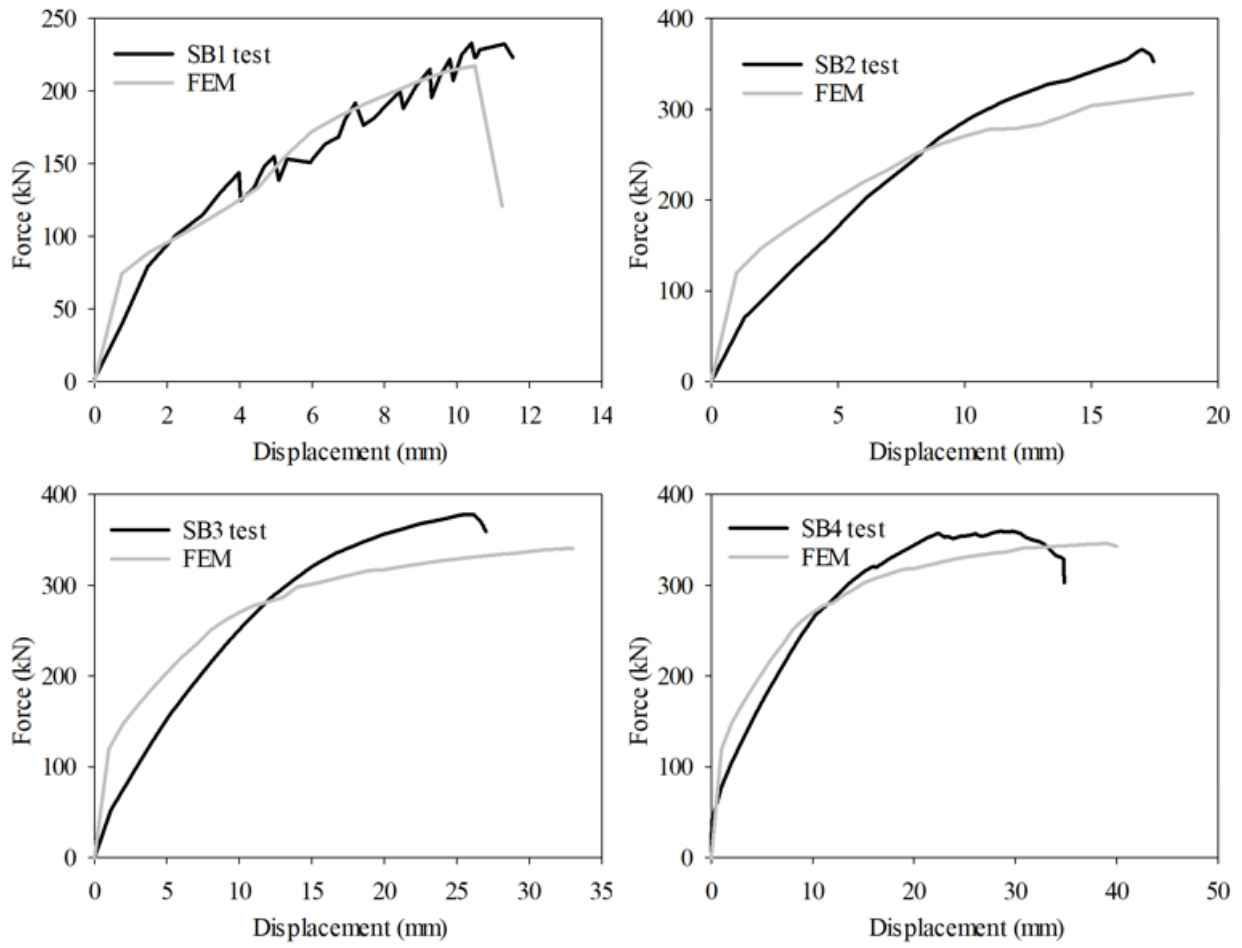 250
200
150
100
50
0
Force (kN)
SB1 test
FEM
0 2 4 6 8 10 12 14
Displacement (mm)
400
300
200
100
0
Force (kN)
SB2 test
FEM
0 5 10 15 20
Displacement (mm)
400
300
200
100
0
Force (kN)
SB3 test
FEM
0 5 10 15 20 25 30 35
Displacement (mm)
400
300
200
100
0
Force (kN)
SB4 test
FEM
0 10 20 30 40 50
Displacement (mm)